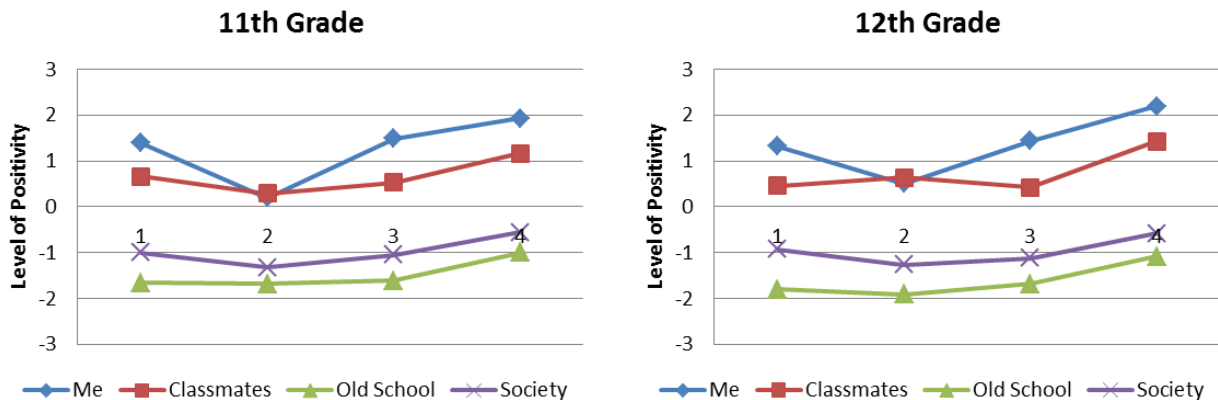 11th Grade
Level of Positivity
3
2
1
0
-1
-2
-3
1 2 3 4
Me Classmates Old School Society
12th Grade
Level of Positivity
3
2
1
0
-1
-2
-3
1 2 3 4
Me Classmates Old School Society